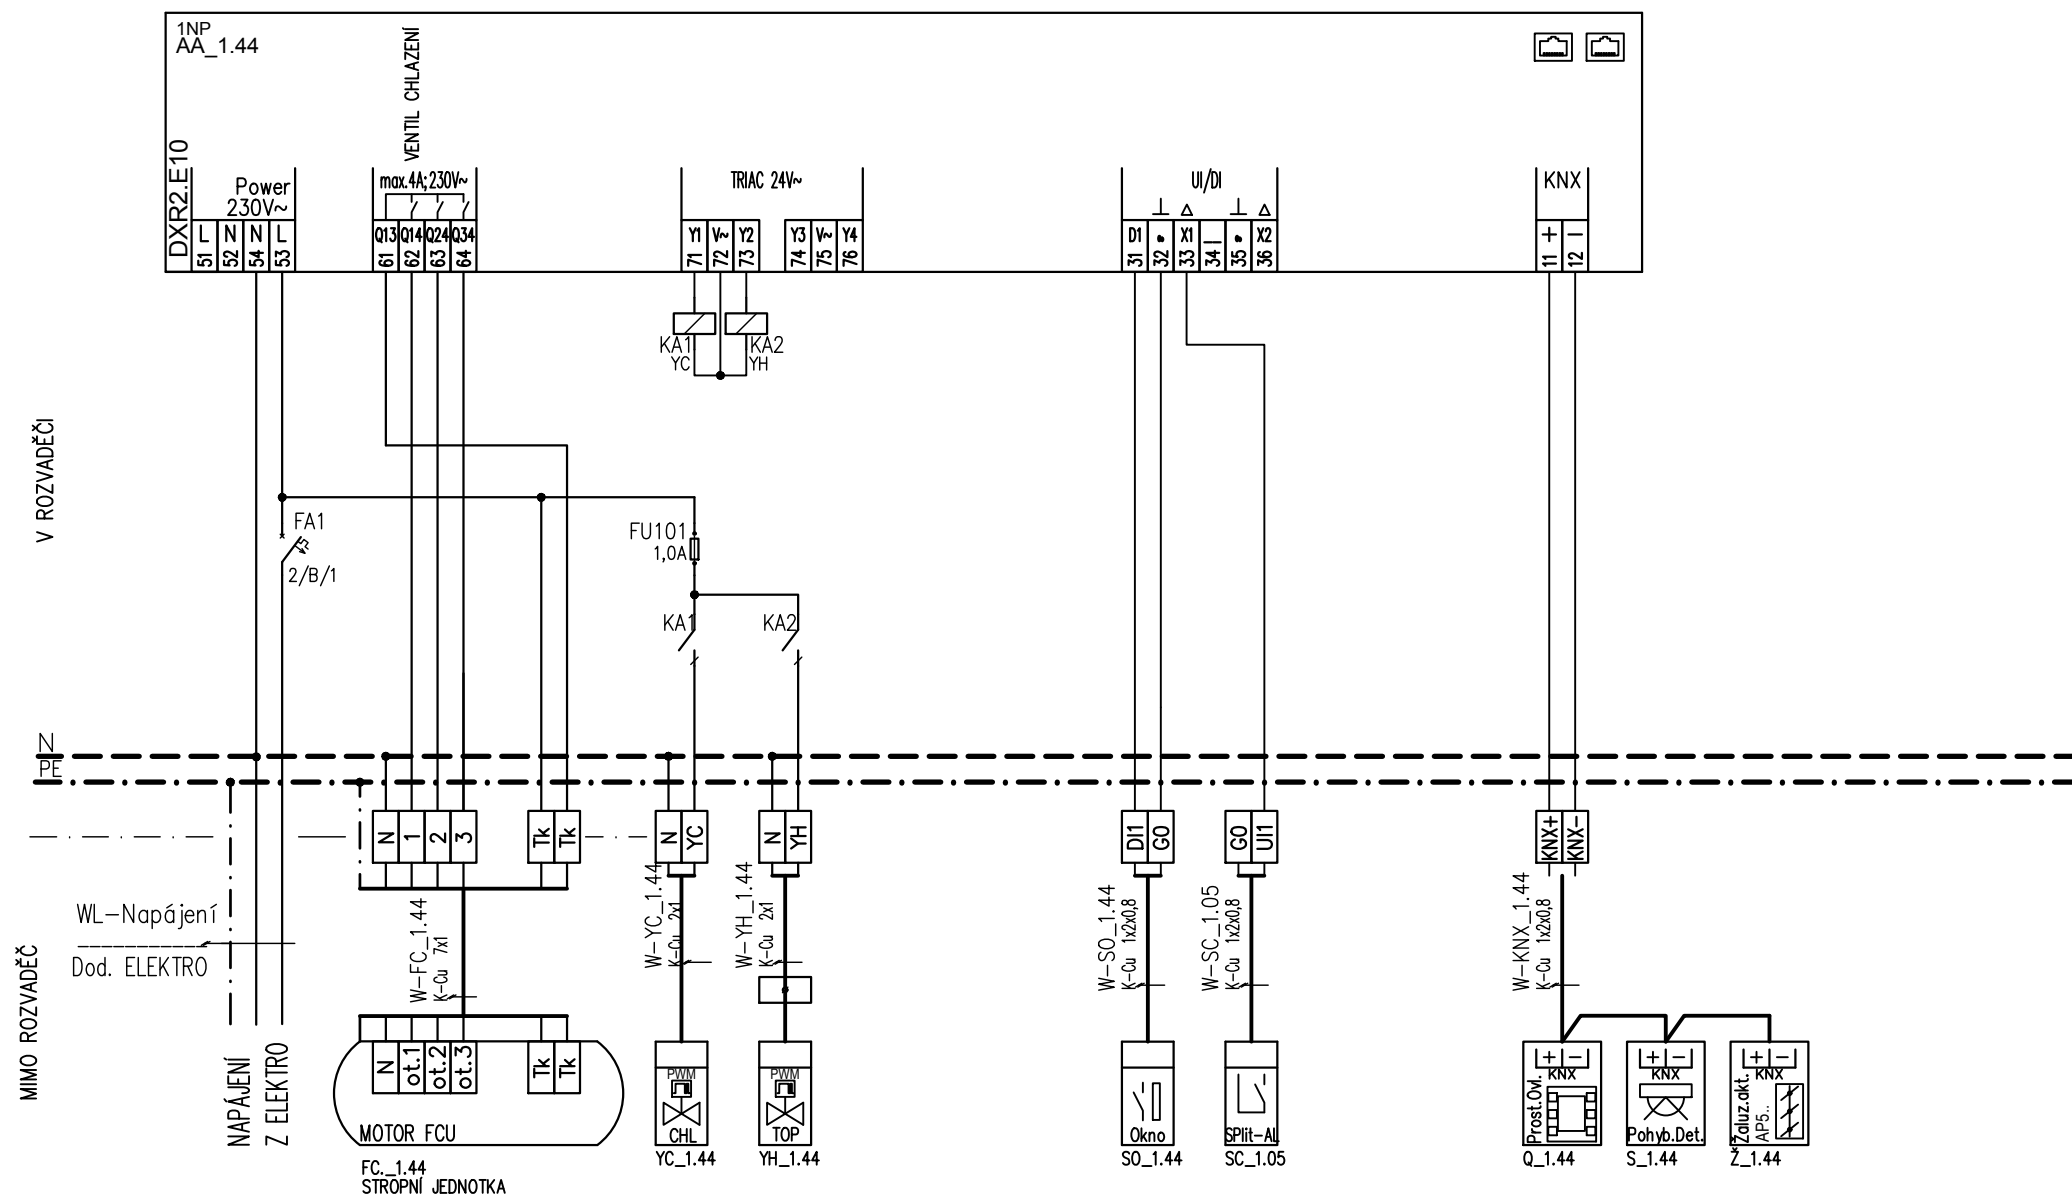 1NP
AA_1.44
VENTIL CHLAZENÍ
DXR2.E10
Power
230V~
max.4A;230V~
TRIAC 24V~
UI/DI
KNX
L N N L
51 52 54 53
Q13 Q14 Q24 Q34
61 62 63 64
Y1 V~ Y2
71 72 73
Y3 V~ Y4
74 75 76
D1 X1 X2
31 32 33 34 35 36
+ −
11 12
KA1
YC
KA2
YH
V ROZVADĚČI
FA1
2/B/1
FU101
1,0A
KA1
KA2
N
PE
N 1 2 3
Tk Tk
N YC
N YH
DI1 GO
GO UI1
KNX+ KNX-
WL-Napájení
Dod. ELEKTRO
MIMO ROZVADĚČ
NAPÁJENÍ
Z ELEKTRO
W-FC_1.44
K-Cu 7x1
W-YC_1.44
K-Cu 2x1
W-YH_1.44
K-Cu 2x1
W-SO_1.44
K-Cu 1x2x0,8
W-SC_1.05
K-Cu 1x2x0,8
W-KNX_1.44
K-Cu 1x2x0,8
N ot.1 ot.2 ot.3
Tk Tk
MOTOR FCU
FC._1.44
STROPNÍ JEDNOTKA
PWM
CHL
YC_1.44
PWM
TOP
YH_1.44
Okno
SO_1.44
SPlit-AL
SC_1.05
+ −
KNX
Prost.Ovl.
Q_1.44
+ −
KNX
Pohyb.Det.
S_1.44
+ −
KNX
Žaluz.akt.
AP5..
Ž_1.44